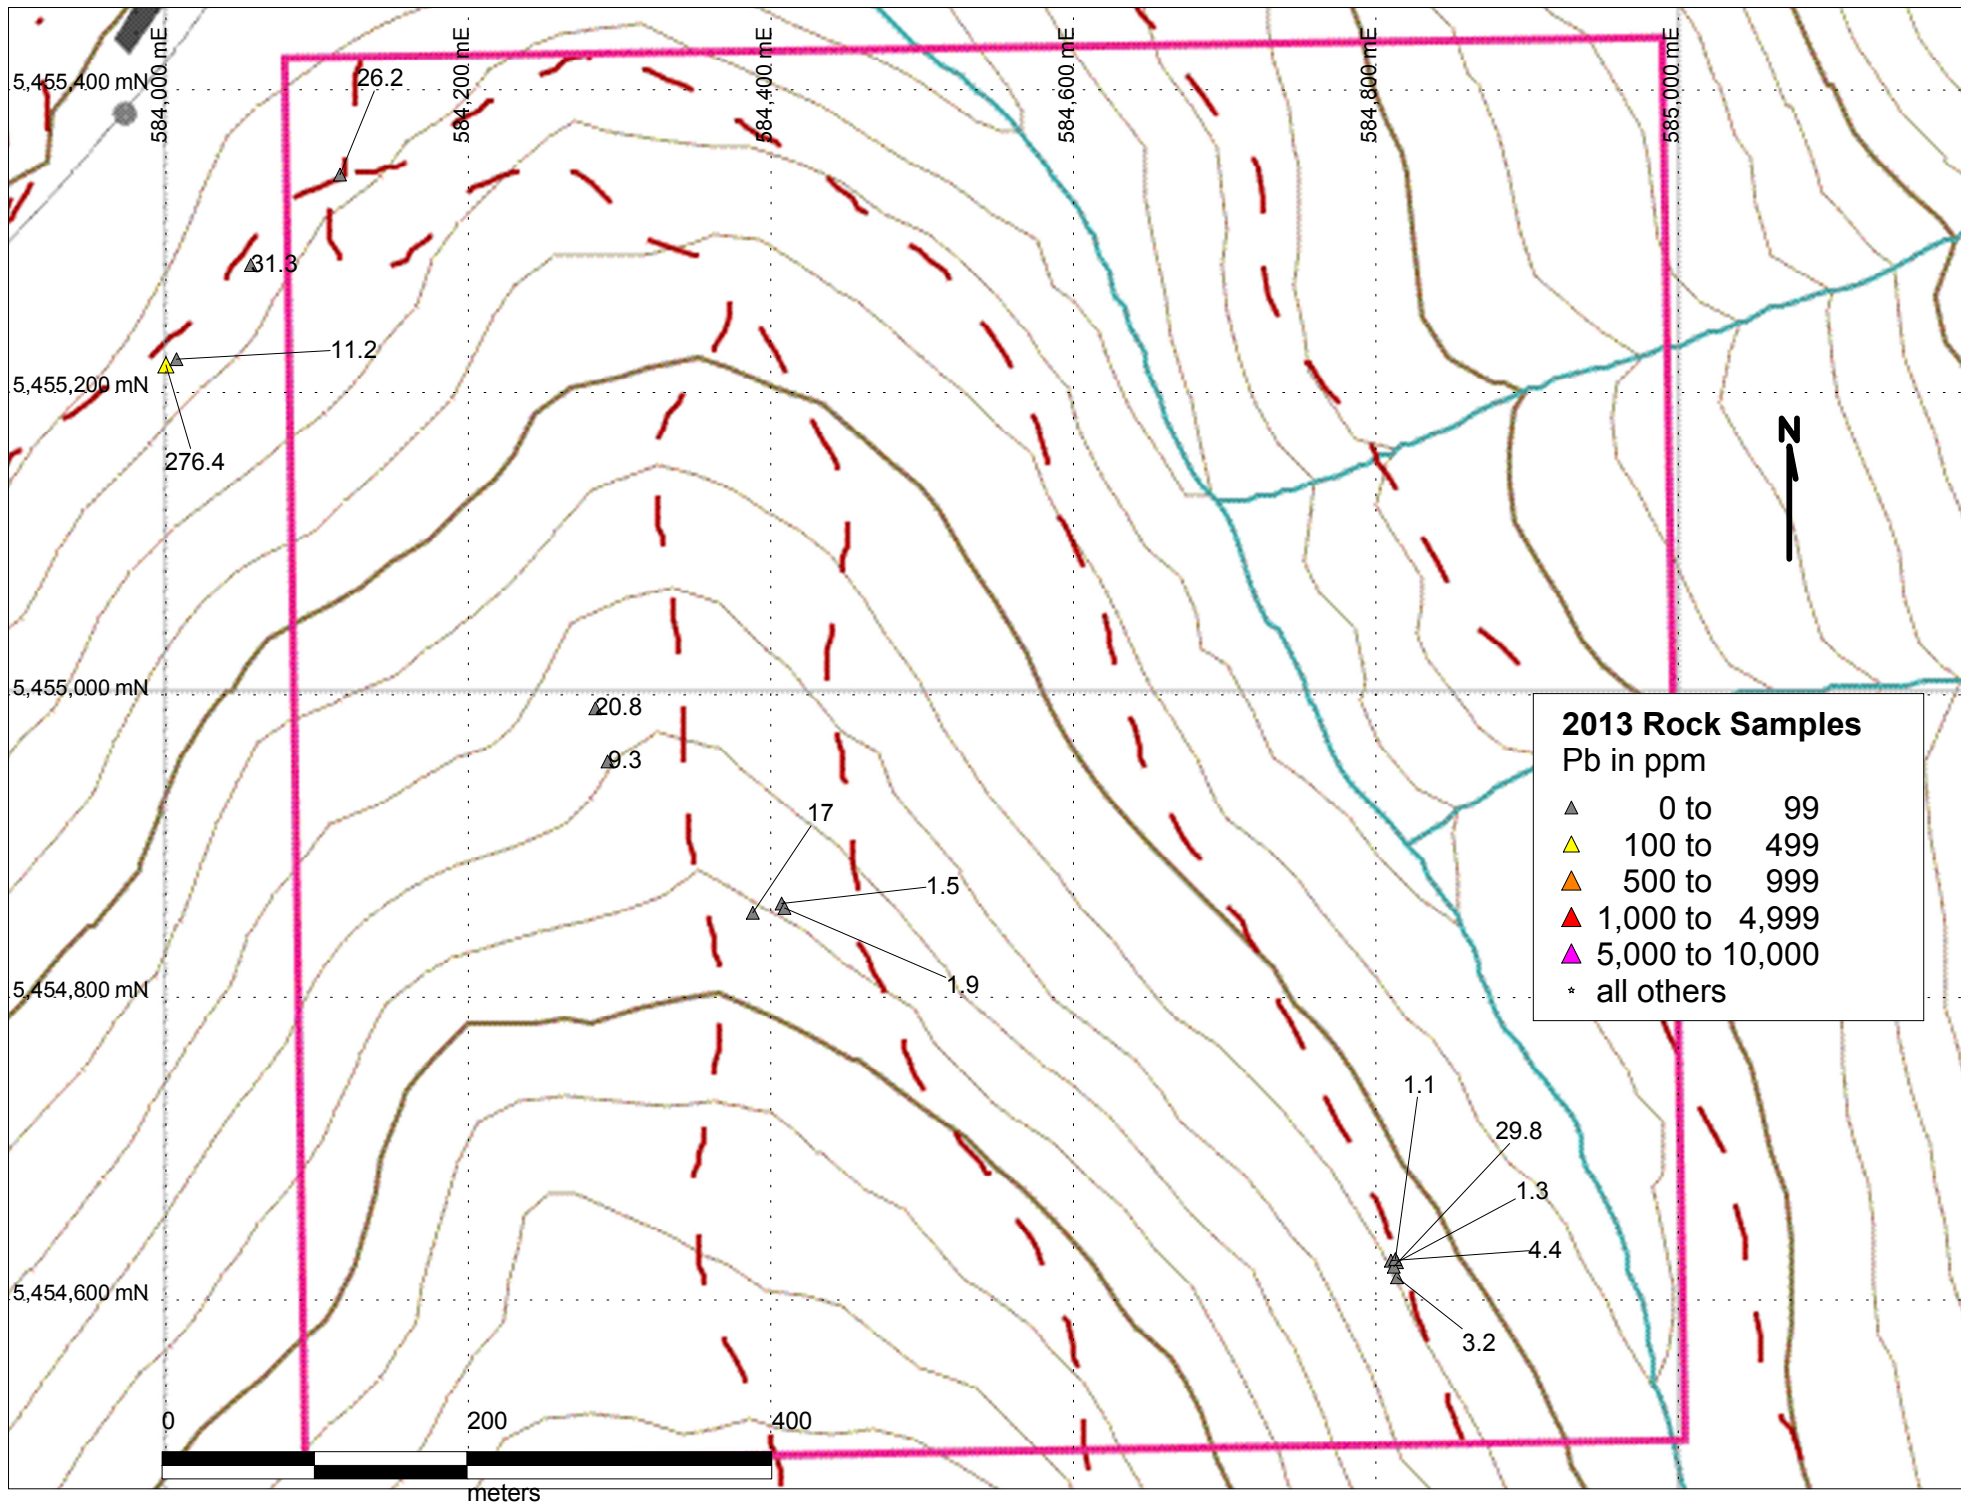 584,000 mE
584,200 mE
584,400 mE
584,600 mE
584,800 mE
585,000 mE
5,455,400 mN
26.2
31.3
11.2
5,455,200 mN
276.4
N
5,455,000 mN
20.8
9.3
17
1.5
1.9
2013 Rock Samples
Pb in ppm
0 to 99
100 to 499
500 to 999
1,000 to 4,999
5,000 to 10,000
all others
5,454,800 mN
1.1
29.8
1.3
4.4
5,454,600 mN
3.2
0 200 400
meters